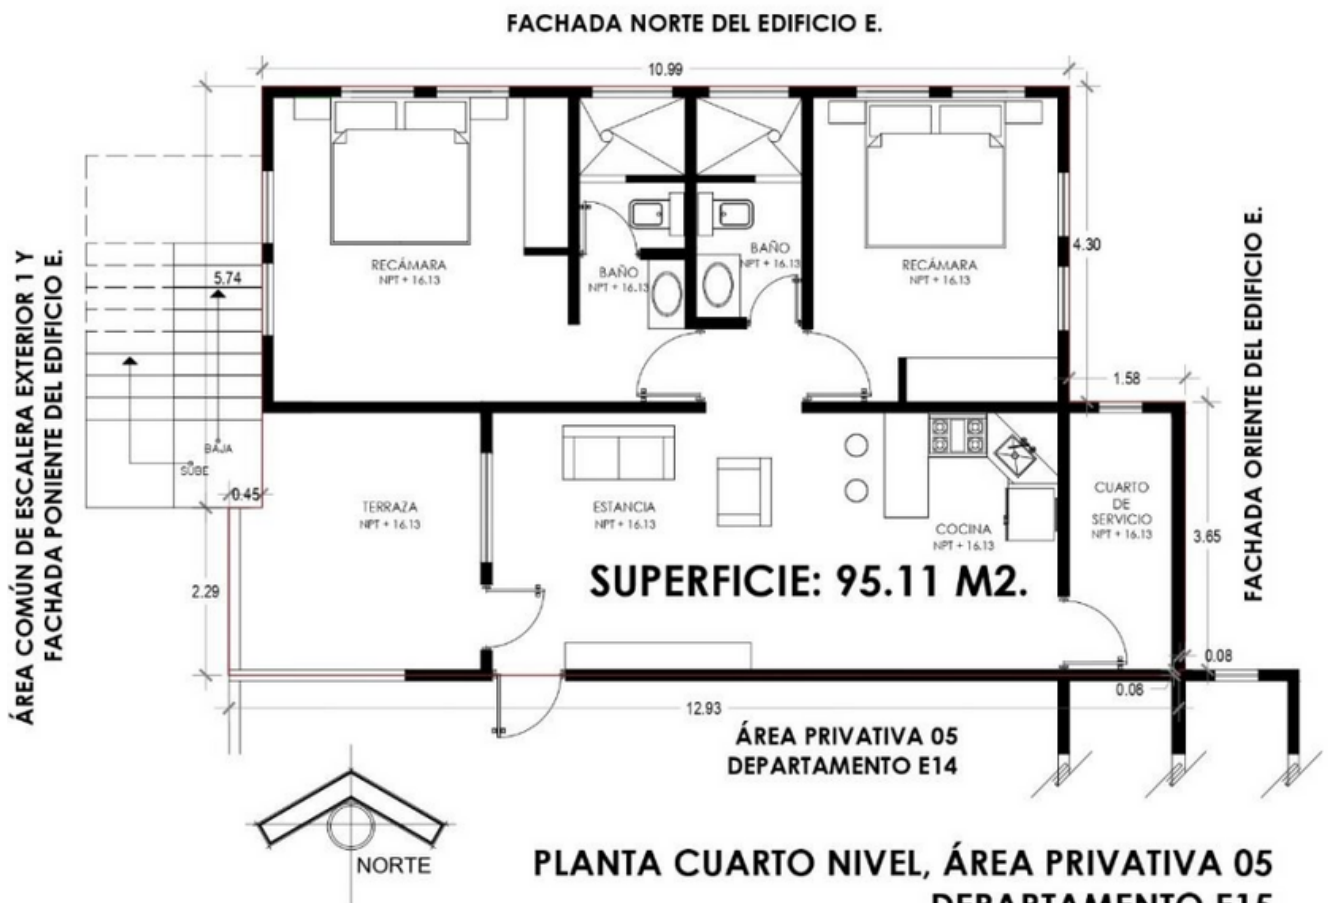 FACHADA NORTE DEL EDIFICIO E.
10.99
ÁREA COMÚN DE ESCALERA EXTERIOR 1 Y
FACHADA PONIENTE DEL EDIFICIO E.
5.74
RECÁMARA
NPT + 16.13
BAÑO
NPT + 16.13
BAÑO
NPT + 16.13
RECÁMARA
NPT + 16.13
4.30
FACHADA ORIENTE DEL EDIFICIO E.
1.58
BAJA
SUBE
0.45
TERRAZA
NPT + 16.13
ESTANCIA
NPT + 16.13
COCINA
NPT + 16.13
CUARTO
DE
SERVICIO
NPT + 16.13
3.65
2.29
SUPERFICIE: 95.11 M2.
0.08
0.08
12.93
ÁREA PRIVATIVA 05
DEPARTAMENTO E14
NORTE
PLANTA CUARTO NIVEL, ÁREA PRIVATIVA 05
DEPARTAMENTO E15